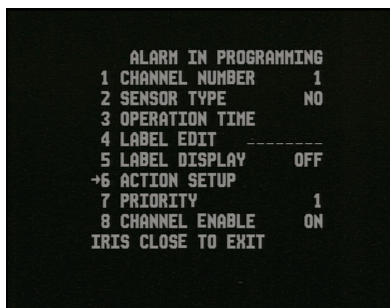 ALARM IN PROGRAMMING
1 CHANNEL NUMBER 1
2 SENSOR TYPE NO
3 OPERATION TIME
4 LABEL EDIT --------
5 LABEL DISPLAY OFF
→6 ACTION SETUP
7 PRIORITY 1
8 CHANNEL ENABLE ON
IRIS CLOSE TO EXIT